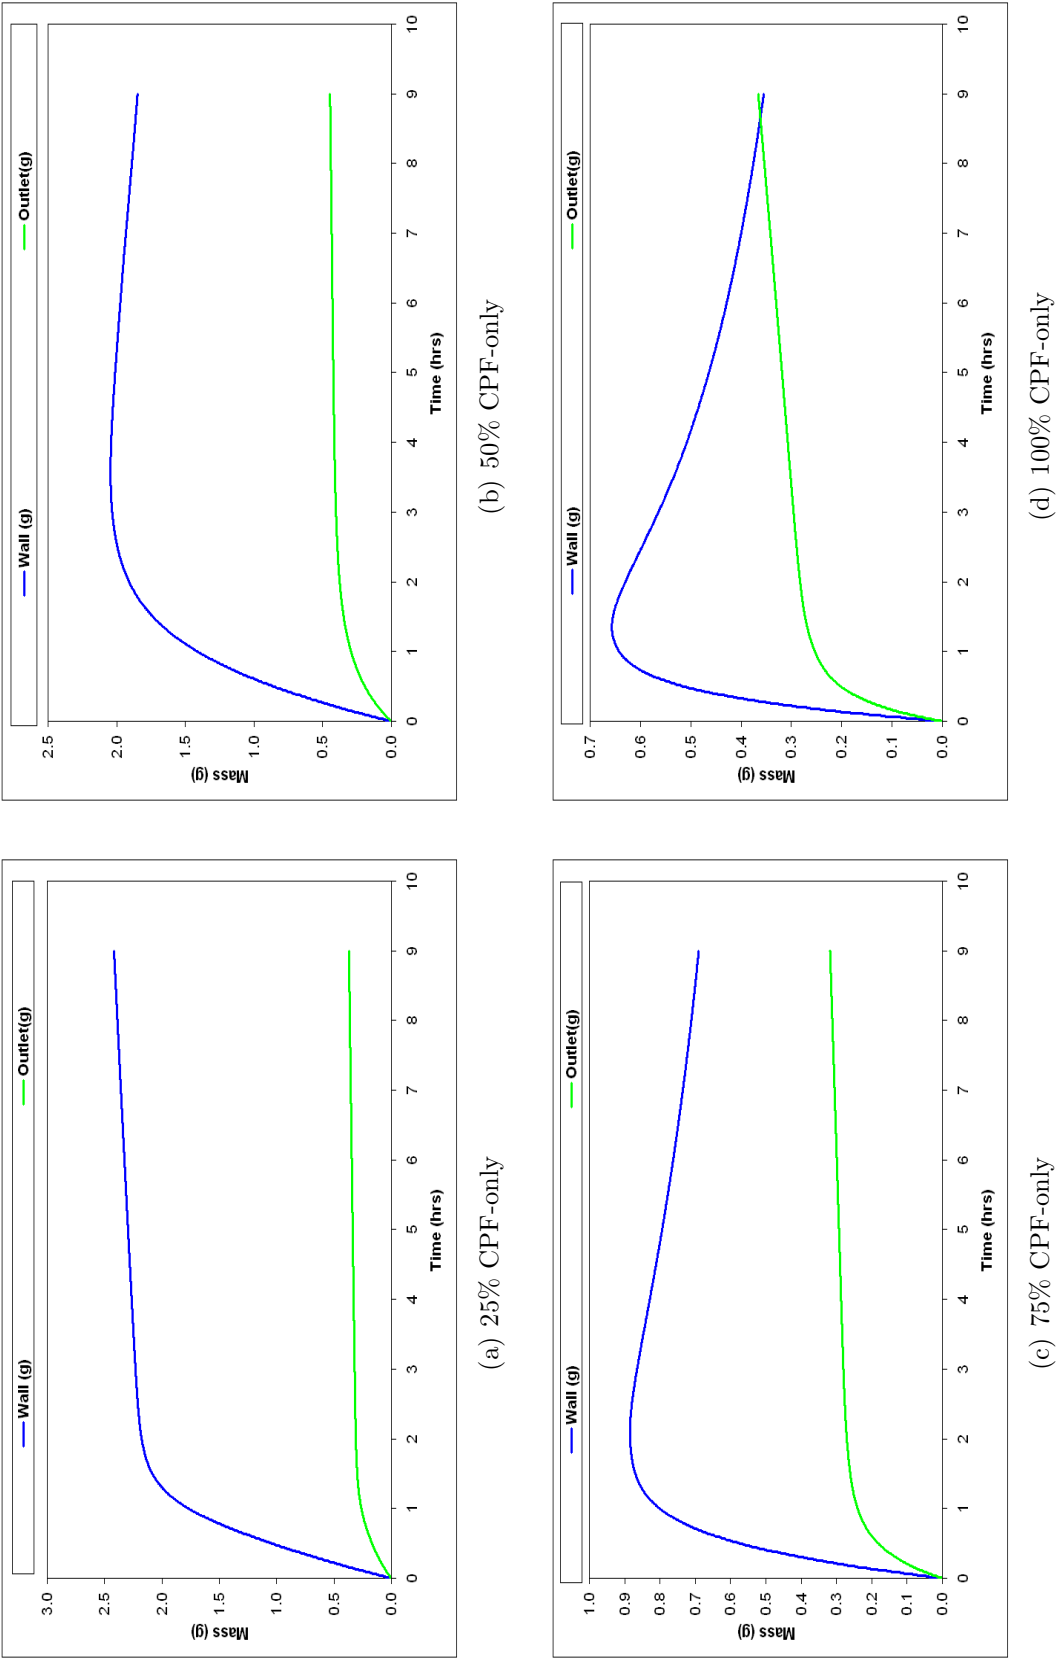 Wall (g) Outlet(g)
3.0
2.5
2.0
1.5
1.0
0.5
0.0
Mass (g)
0 1 2 3 4 5 6 7 8 9 10
Time (hrs)
(a) 25% CPF-only
Wall (g) Outlet(g)
2.5
2.0
1.5
1.0
0.5
0.0
Mass (g)
0 1 2 3 4 5 6 7 8 9 10
Time (hrs)
(b) 50% CPF-only
Wall (g) Outlet(g)
1.0
0.9
0.8
0.7
0.6
0.5
0.4
0.3
0.2
0.1
0.0
Mass (g)
0 1 2 3 4 5 6 7 8 9 10
Time (hrs)
(c) 75% CPF-only
Wall (g) Outlet(g)
0.7
0.6
0.5
0.4
0.3
0.2
0.1
0.0
Mass (g)
0 1 2 3 4 5 6 7 8 9 10
Time (hrs)
(d) 100% CPF-only